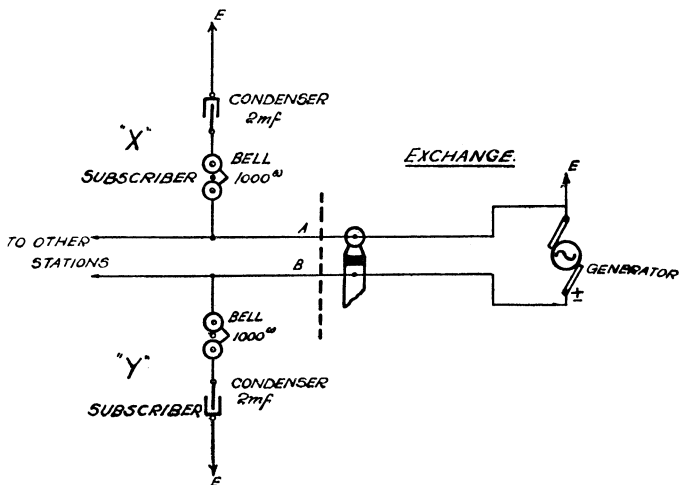 E
CONDENSER
2mf
"X"
BELL
SUBSCRIBER 1000ω
EXCHANGE.
E
A
TO OTHER
STATIONS
B
GENERATOR
±
BELL
1000ω
"Y"
CONDENSER
SUBSCRIBER 2mf
E